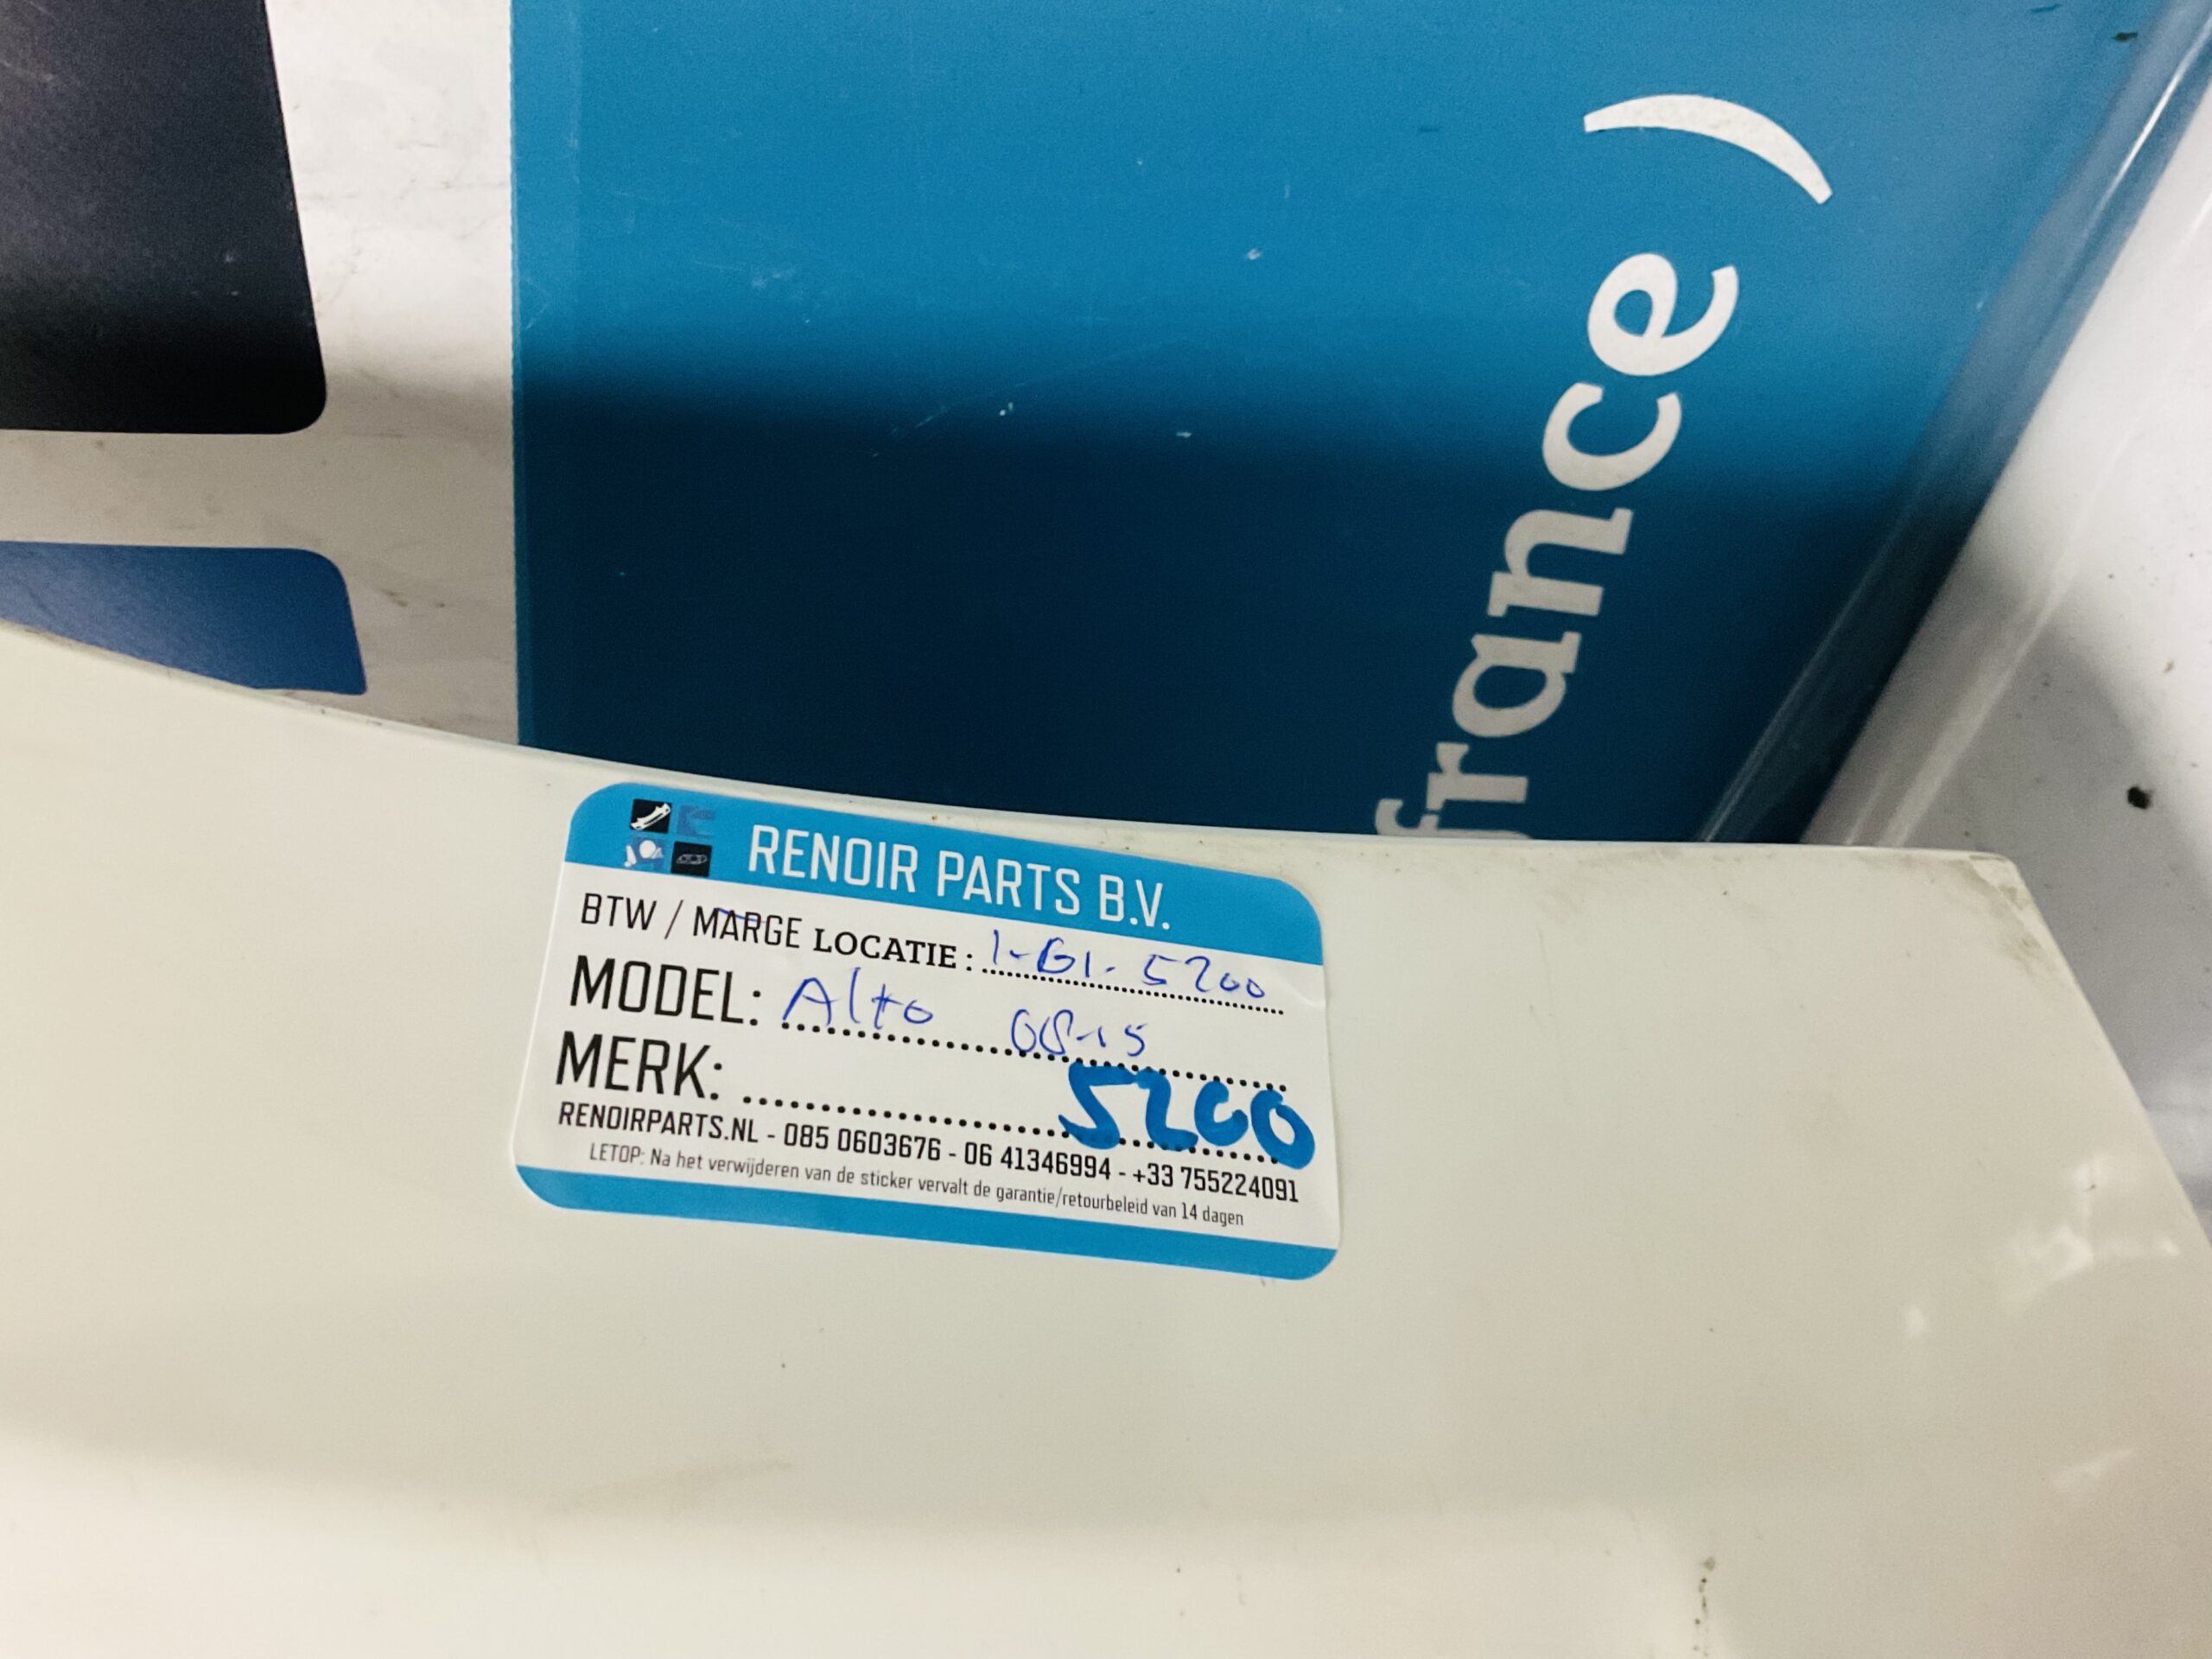 france)
RENOIR PARTS B.V.
BTW / MARGE LOCATIE: 1-G1-5200
MODEL: Alto 08-15
MERK: 5200
RENOIRPARTS.NL - 085 0603676 - 06 41346994 - +33 755224091
LETOP: Na het verwijderen van de sticker vervalt de garantie/retourbeleid van 14 dagen